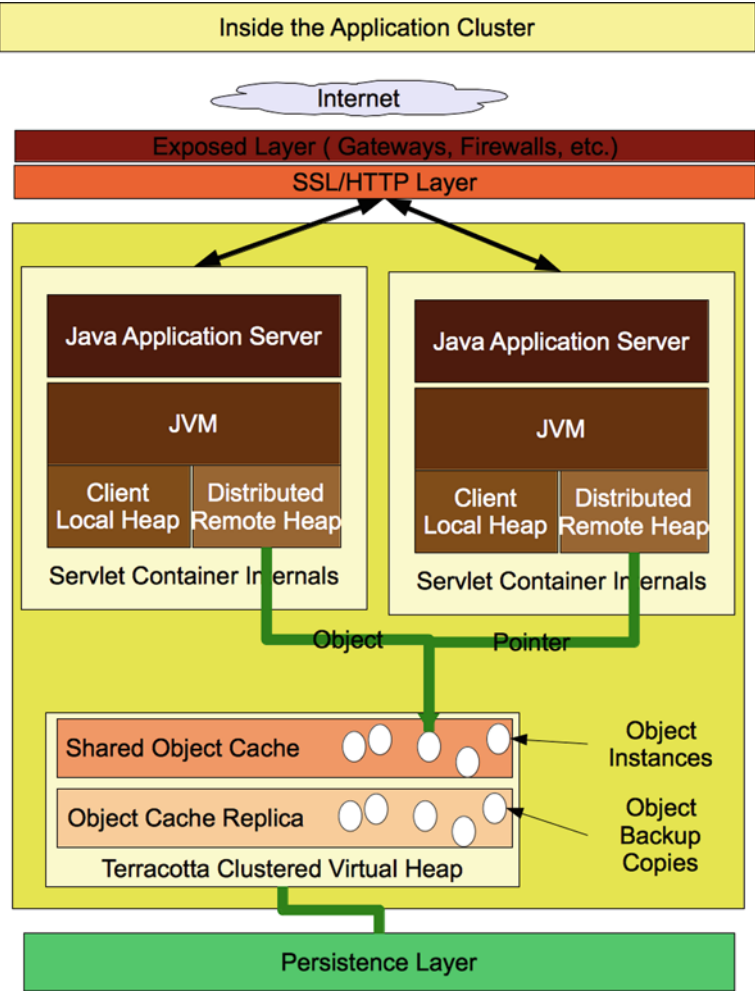 Inside the Application Cluster
Internet
Exposed Layer ( Gateways, Firewalls, etc.)
SSL/HTTP Layer
Java Application Server
JVM
Client
Local Heap
Distributed
Remote Heap
Servlet Container Internals
Java Application Server
JVM
Client
Local Heap
Distributed
Remote Heap
Servlet Container Internals
Object
Pointer
Shared Object Cache
Object
Instances
Object Cache Replica
Object
Backup
Copies
Terracotta Clustered Virtual Heap
Persistence Layer